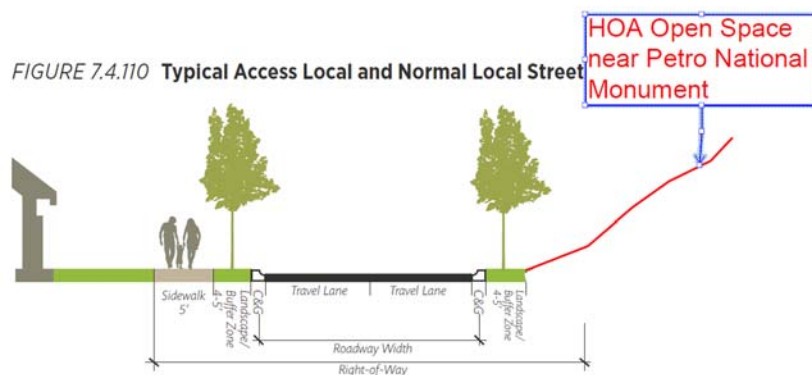 HOA Open Space
near Petro National
Monument
FIGURE 7.4.110 Typical Access Local and Normal Local Street
Sidewalk
5'
Landscape/
Buffer Zone
4-5'
C&G
Travel Lane
Travel Lane
C&G
Landscape/
Buffer Zone
4-5'
Roadway Width
Right-of-Way